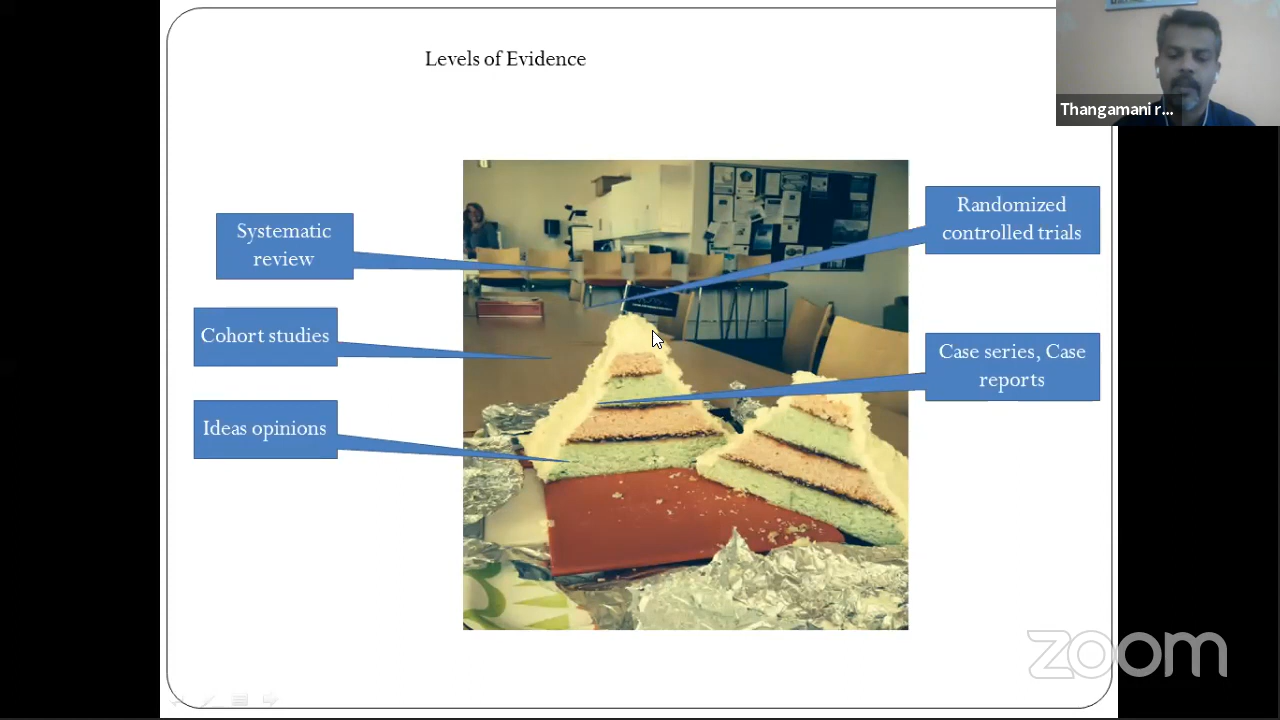 Levels of Evidence
Thangamani r...
Systematic
review
Randomized
controlled trials
Cohort studies
Case series, Case
reports
Ideas opinions
zoom